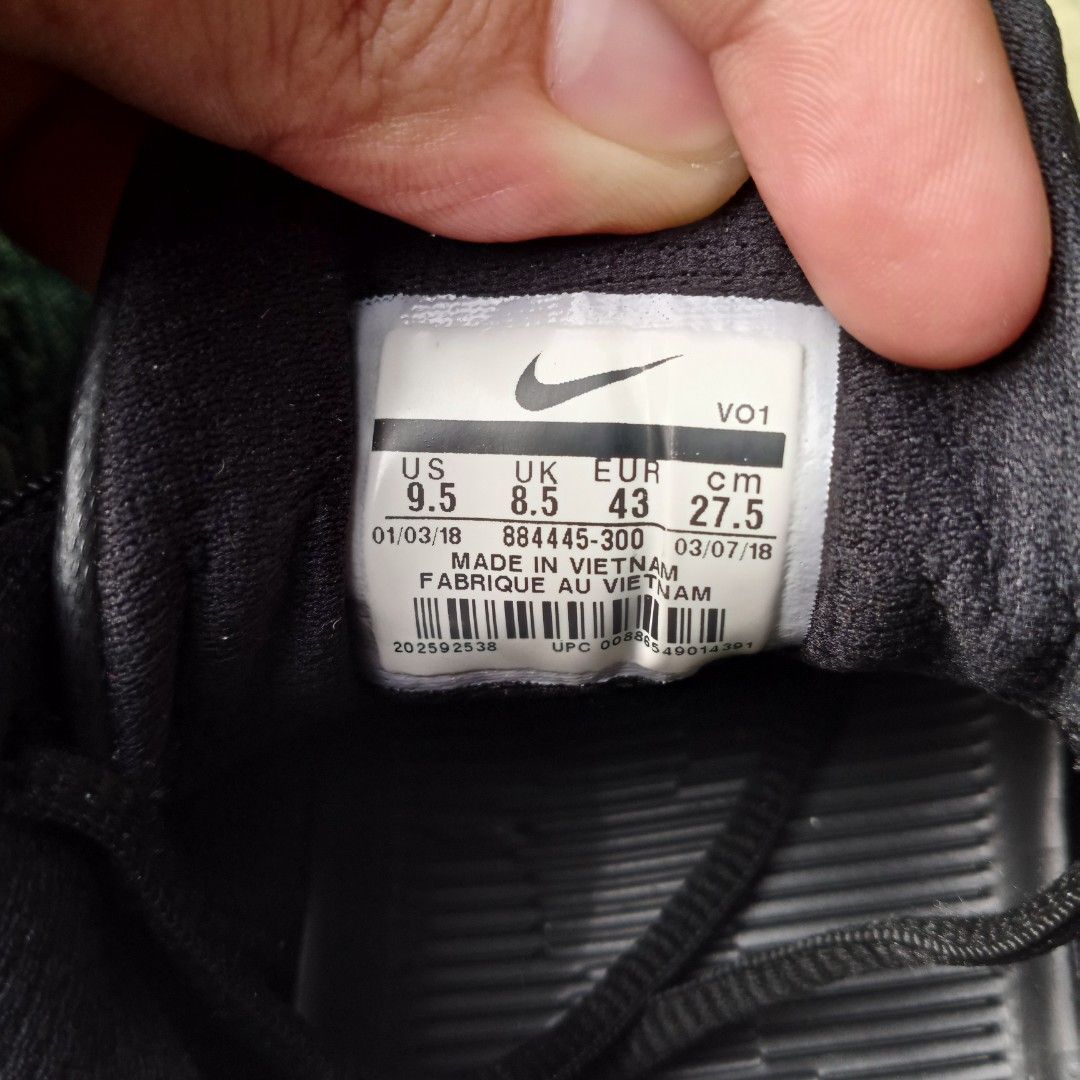 VO1
US UK EUR cm
9.5 8.5 43 27.5
01/03/18 884445-300 03/07/18
MADE IN VIETNAM
FABRIQUE AU VIETNAM
202592538 UPC 00886549014391